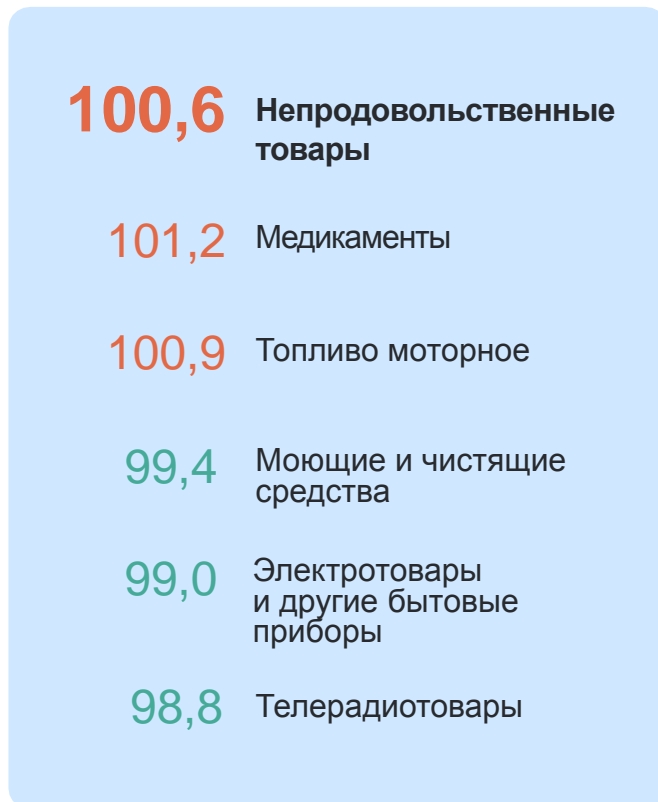 100,6 Непродовольственные
товары
101,2 Медикаменты
100,9 Топливо моторное
99,4 Моющие и чистящие
средства
99,0 Электротовары
и другие бытовые
приборы
98,8 Телерадиотовары